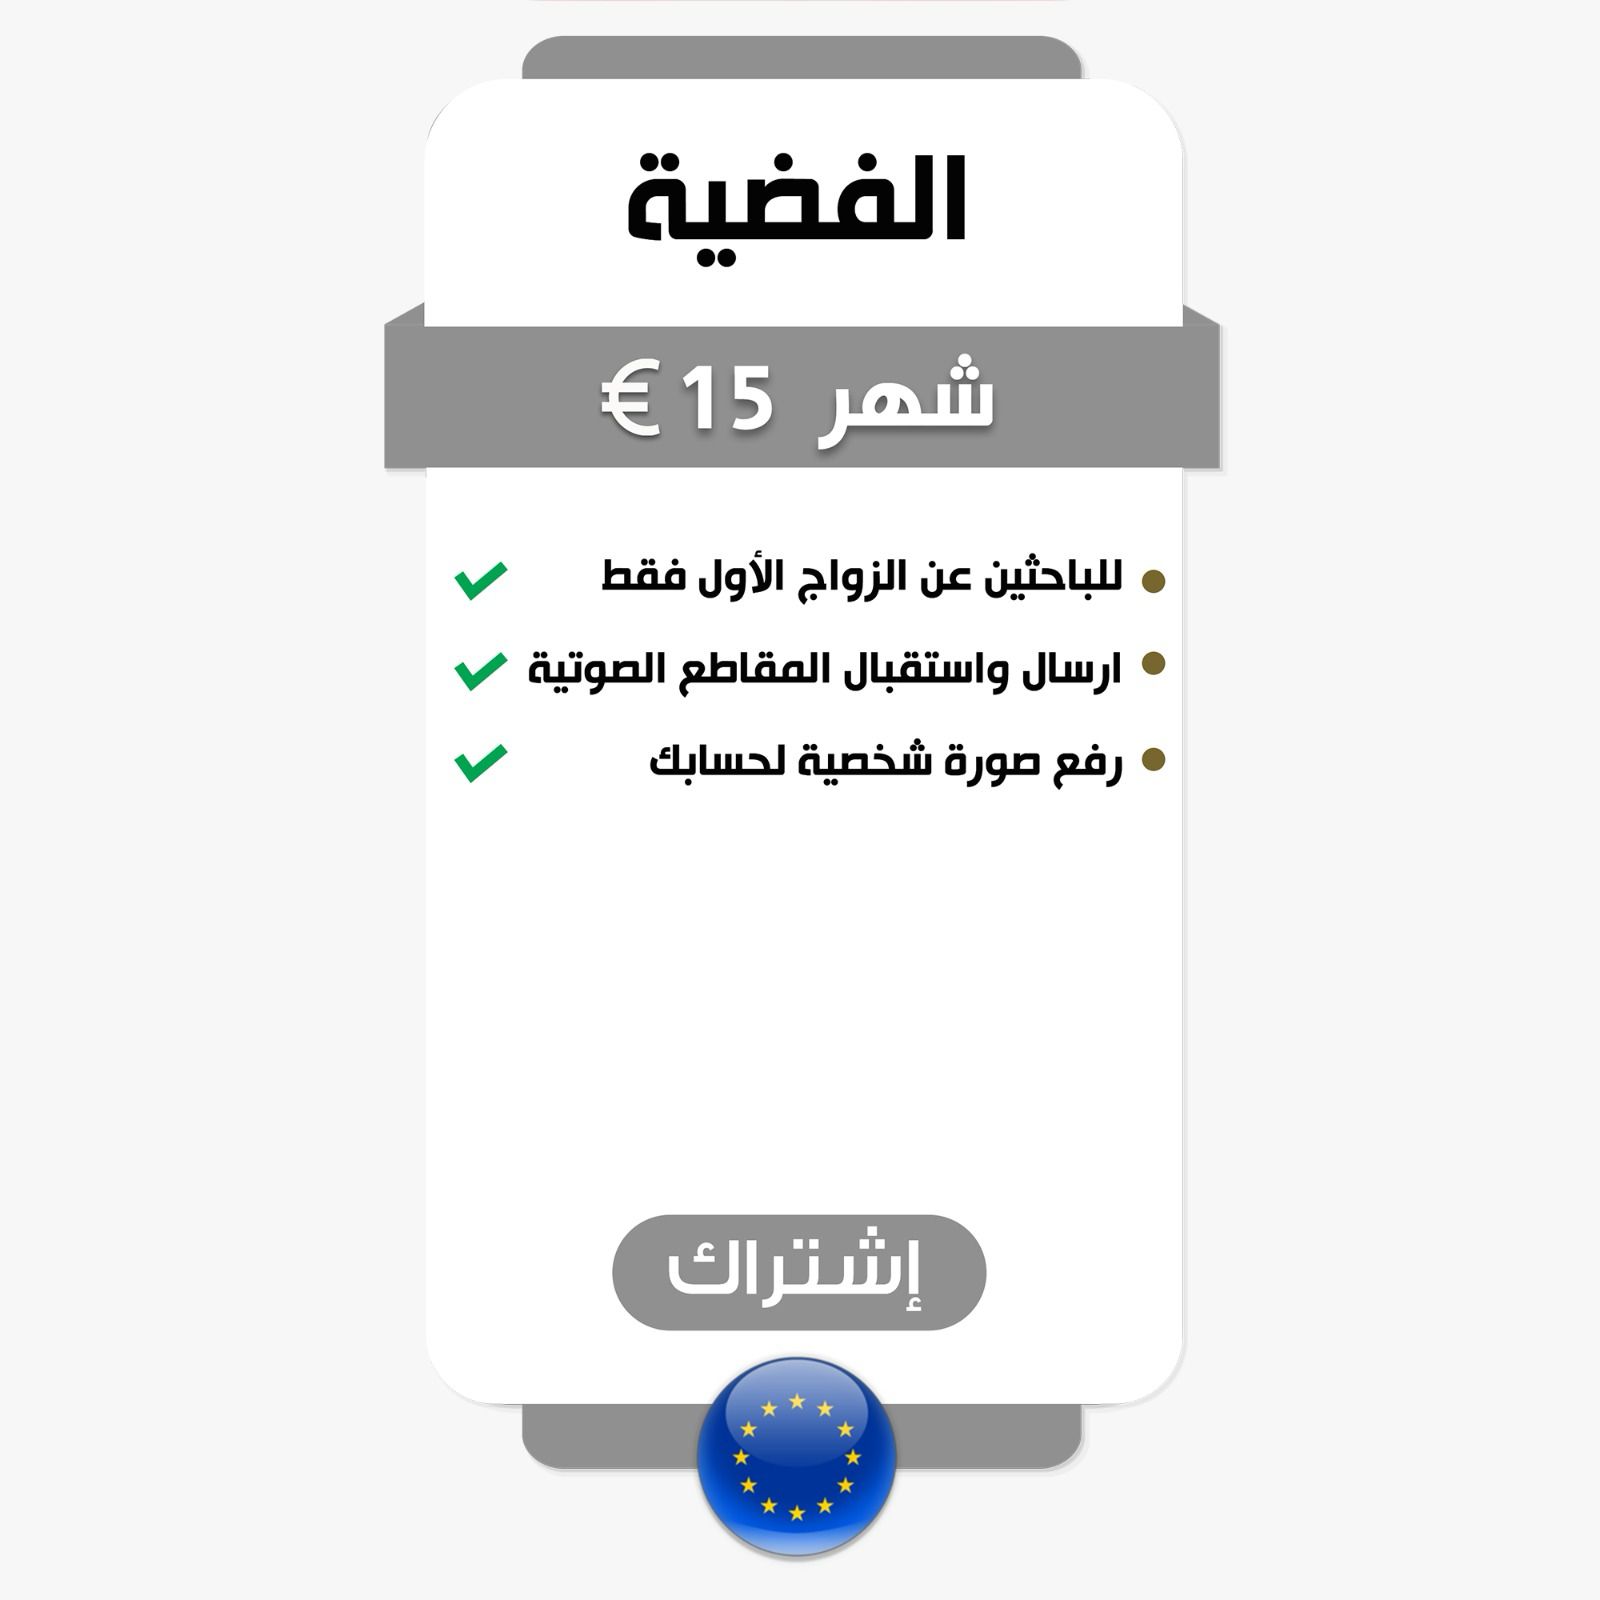 الفضية
شهر 15 €
للباحثين عن الزواج الأول فقط
ارسال واستقبال المقاطع الصوتية
رفع صورة شخصية لحسابك
إشتراك